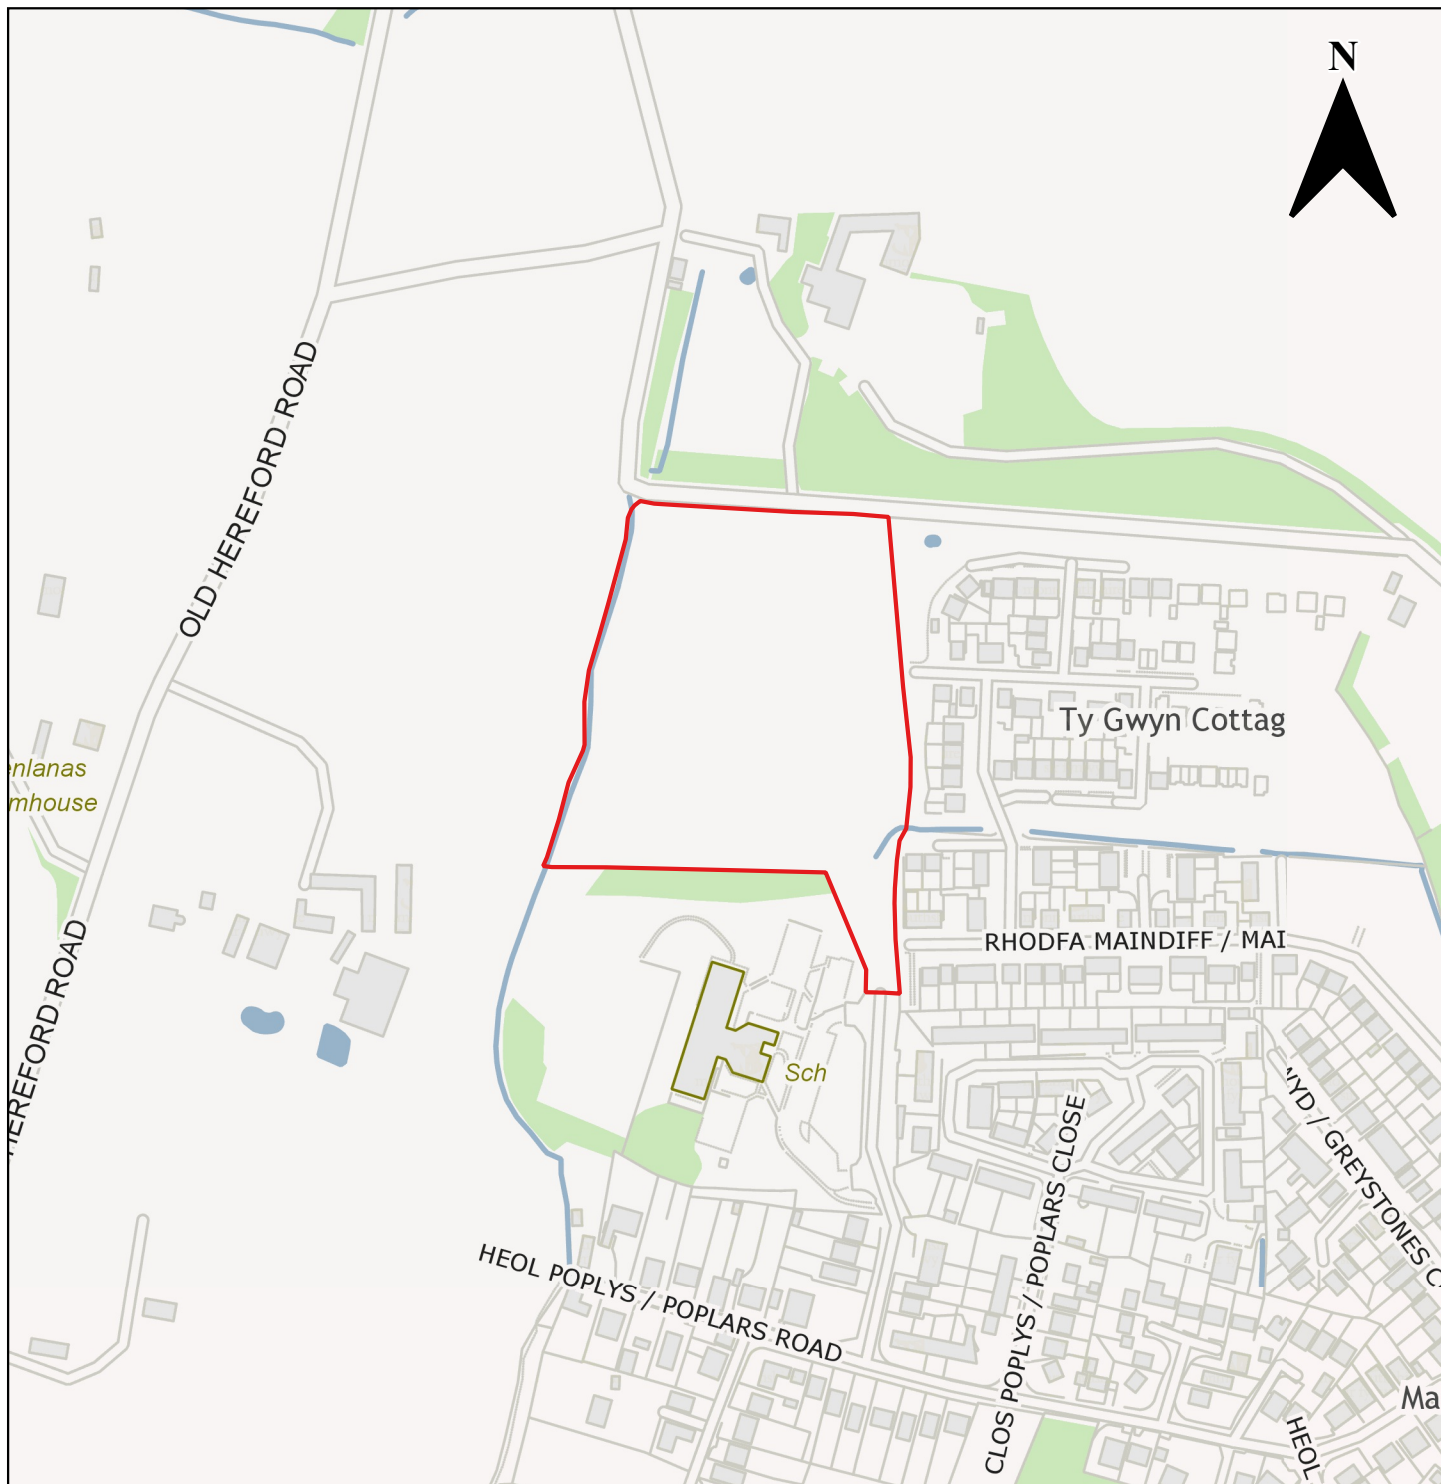 N
OLD HEREFORD ROAD
Ty Gwyn Cottag
enlanas
mhouse
HEREFORD ROAD
RHODFA MAINDIFF / MAI
Sch
WYD / GREYSTONES C
CLOS POPLYS / POPLARS CLOSE
HEOL POPLYS / POPLARS ROAD
Ma
HEOL